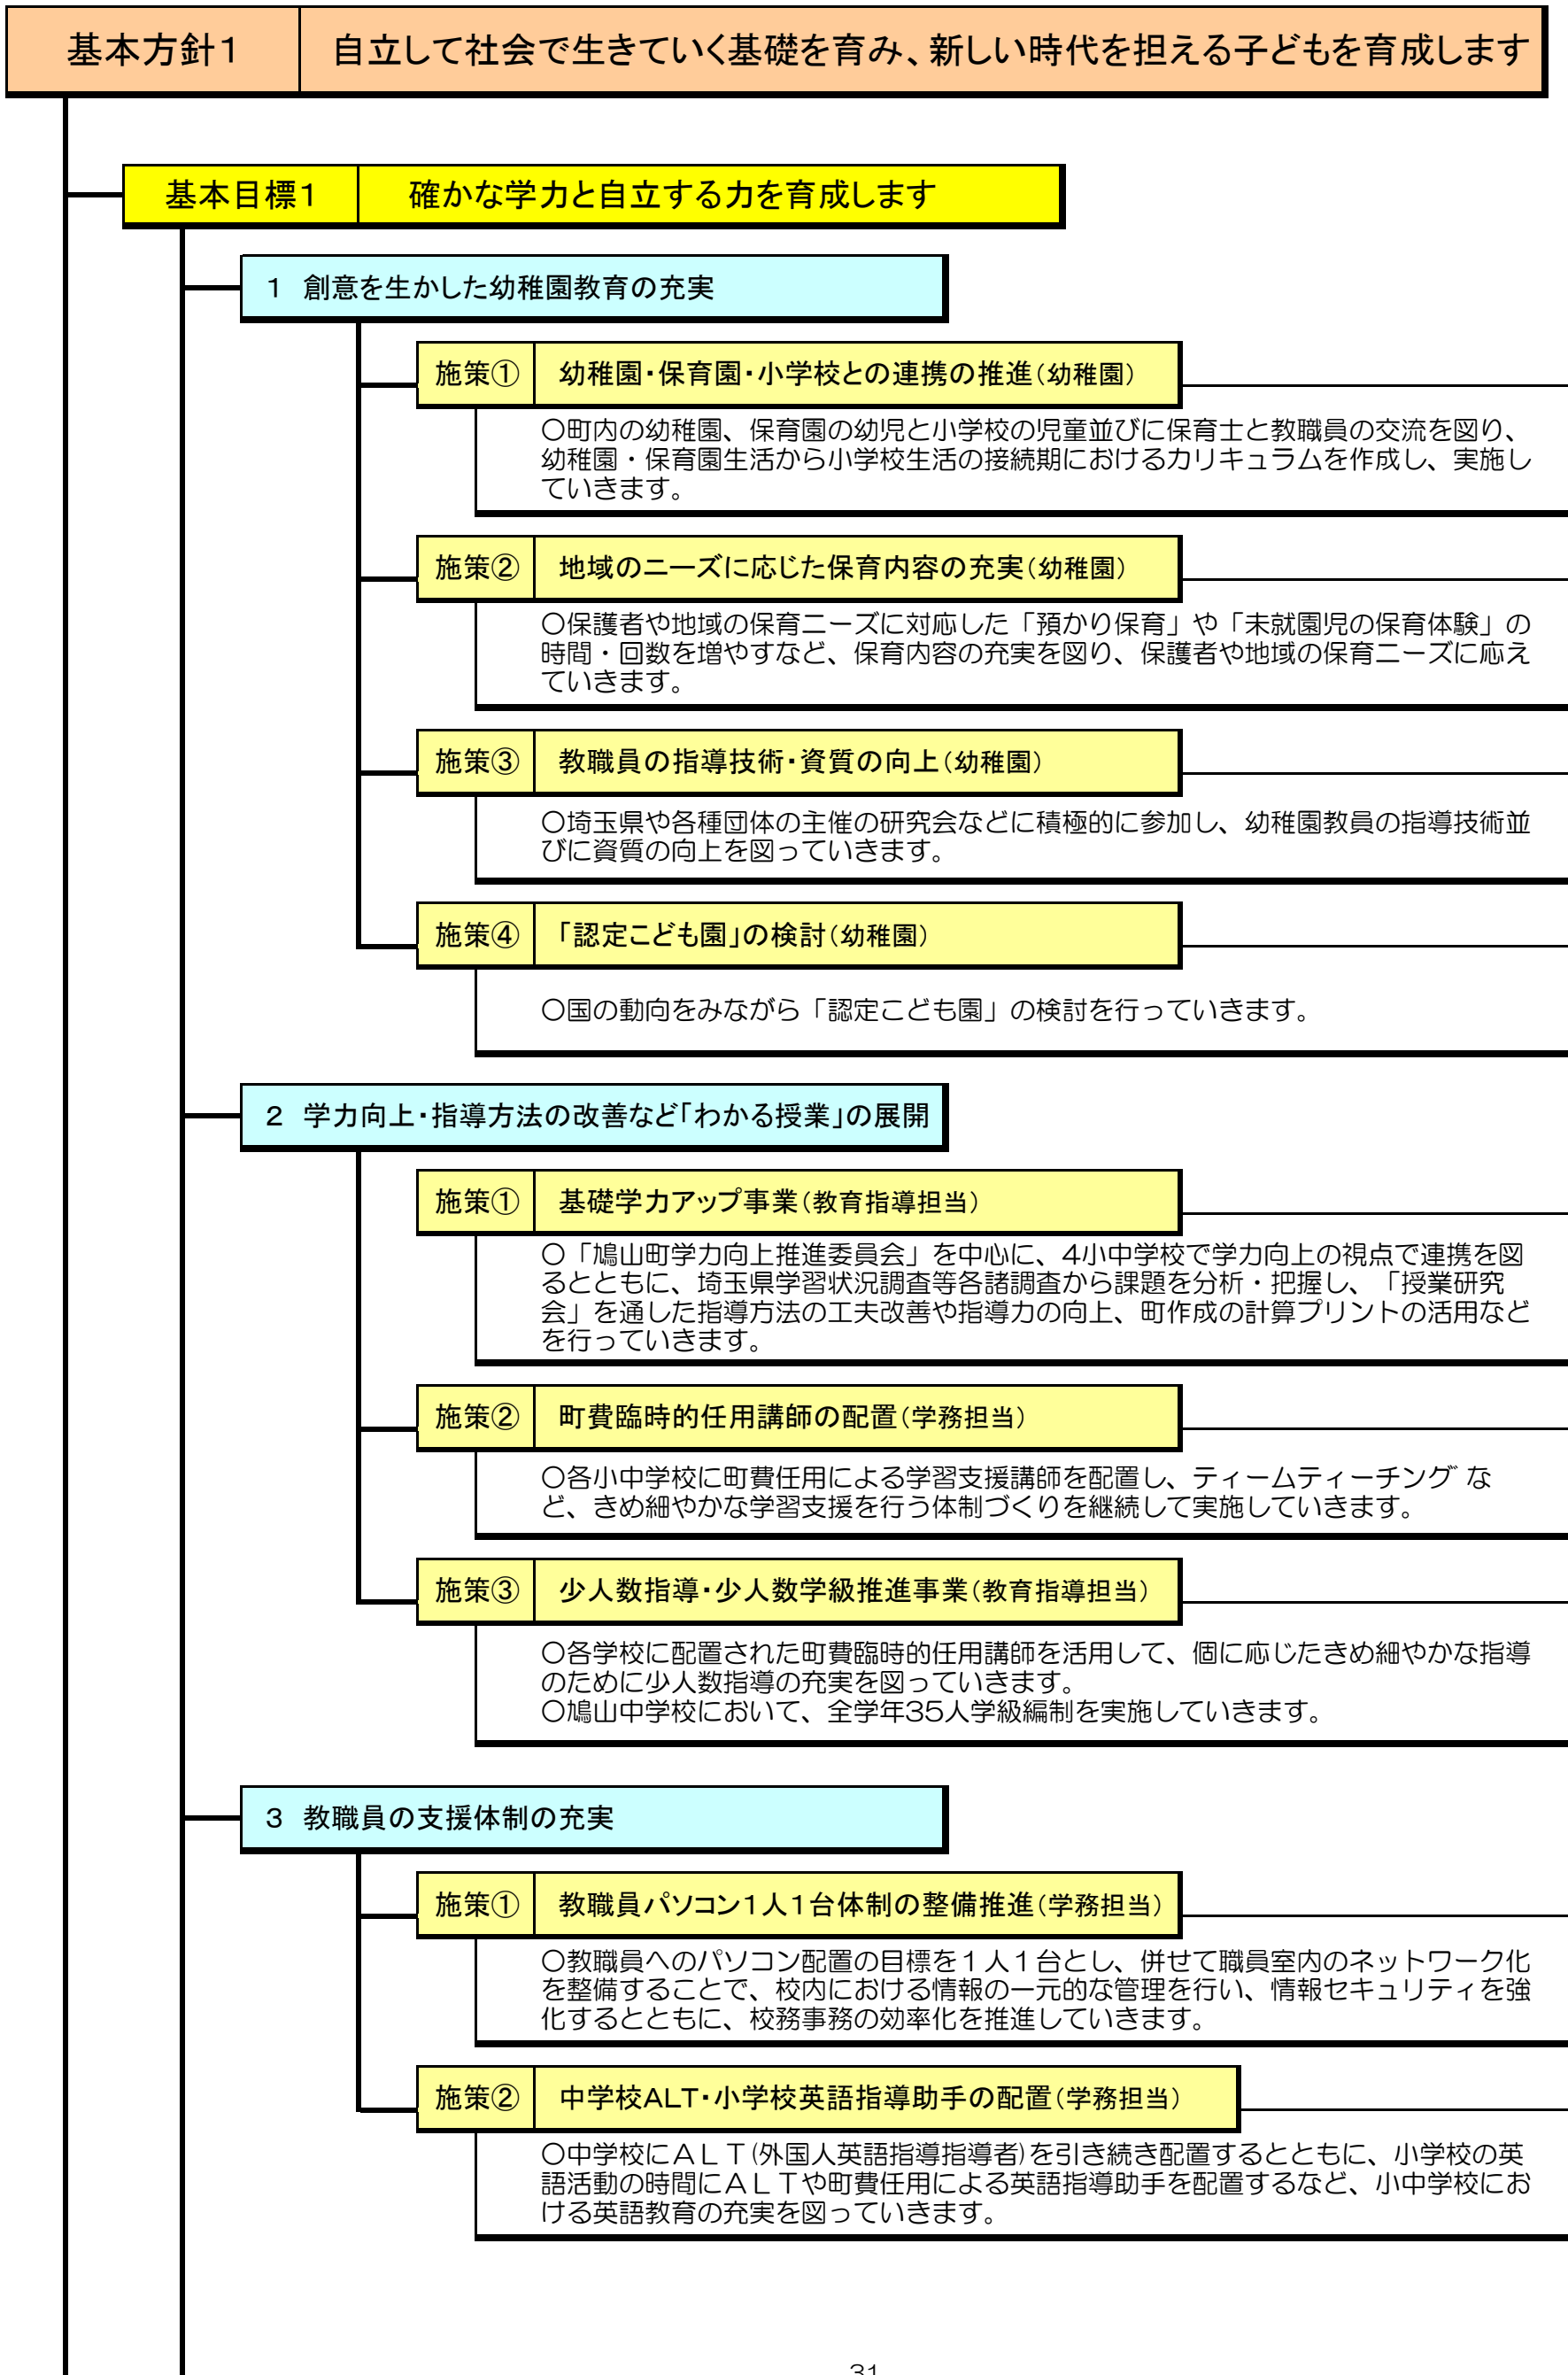 基本方針1 自立して社会で生きていく基礎を育み、新しい時代を担える子どもを育成します
基本目標1 確かな学力と自立する力を育成します
1 創意を生かした幼稚園教育の充実
施策① 幼稚園・保育園・小学校との連携の推進(幼稚園)
○町内の幼稚園、保育園の幼児と小学校の児童並びに保育士と教職員の交流を図り、
幼稚園・保育園生活から小学校生活の接続期におけるカリキュラムを作成し、実施し
ていきます。
施策② 地域のニーズに応じた保育内容の充実(幼稚園)
○保護者や地域の保育ニーズに対応した「預かり保育」や「未就園児の保育体験」の
時間・回数を増やすなど、保育内容の充実を図り、保護者や地域の保育ニーズに応え
ていきます。
施策③ 教職員の指導技術・資質の向上(幼稚園)
○埼玉県や各種団体の主催の研究会などに積極的に参加し、幼稚園教員の指導技術並
びに資質の向上を図っていきます。
施策④ 「認定こども園」の検討(幼稚園)
○国の動向をみながら「認定こども園」の検討を行っていきます。
2 学力向上・指導方法の改善など「わかる授業」の展開
施策① 基礎学力アップ事業(教育指導担当)
○「鳩山町学力向上推進委員会」を中心に、4小中学校で学力向上の視点で連携を図
るとともに、埼玉県学習状況調査等各諸調査から課題を分析・把握し、「授業研究
会」を通した指導方法の工夫改善や指導力の向上、町作成の計算プリントの活用など
を行っていきます。
施策② 町費臨時的任用講師の配置(学務担当)
○各小中学校に町費任用による学習支援講師を配置し、ティームティーチング な
ど、きめ細やかな学習支援を行う体制づくりを継続して実施していきます。
施策③ 少人数指導・少人数学級推進事業(教育指導担当)
○各学校に配置された町費臨時的任用講師を活用して、個に応じたきめ細やかな指導
のために少人数指導の充実を図っていきます。
○鳩山中学校において、全学年35人学級編制を実施していきます。
3 教職員の支援体制の充実
施策① 教職員パソコン1人1台体制の整備推進(学務担当)
○教職員へのパソコン配置の目標を1人1台とし、併せて職員室内のネットワーク化
を整備することで、校内における情報の一元的な管理を行い、情報セキュリティを強
化するとともに、校務事務の効率化を推進していきます。
施策② 中学校ALT・小学校英語指導助手の配置(学務担当)
○中学校にＡＬＴ(外国人英語指導指導者)を引き続き配置するとともに、小学校の英
語活動の時間にＡＬＴや町費任用による英語指導助手を配置するなど、小中学校にお
ける英語教育の充実を図っていきます。
31